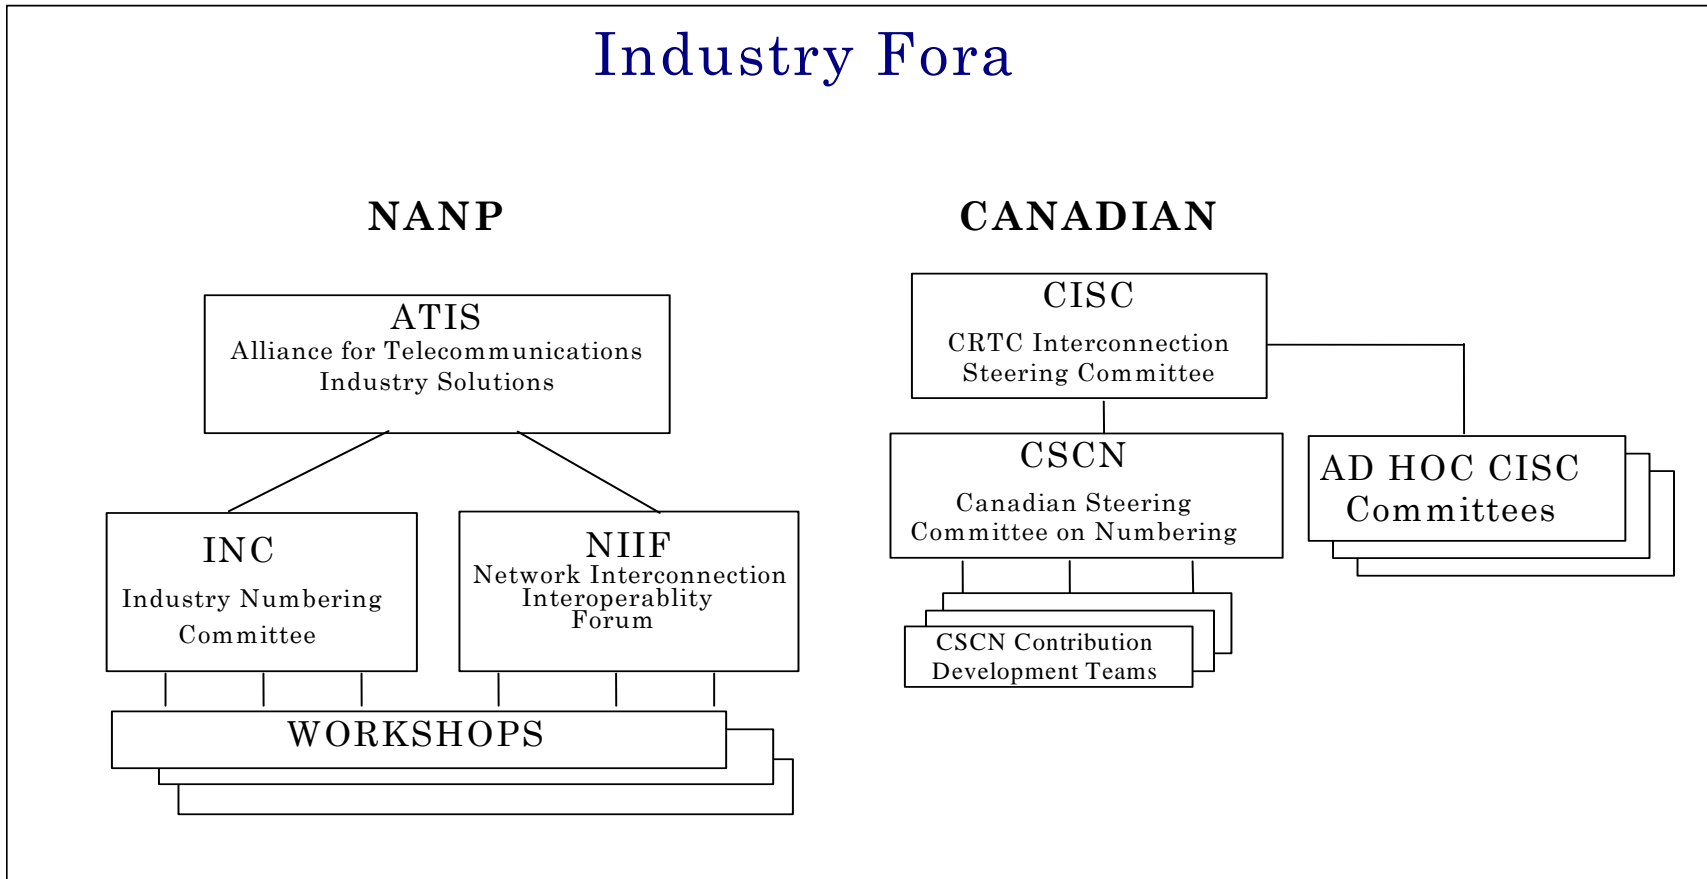 Industry Fora
NANP
ATIS
Alliance for Telecommunications
Industry Solutions
INC
Industry Numbering
Committee
NIIF
Network Interconnection
Interoperablity
Forum
WORKSHOPS
CANADIAN
CISC
CRTC Interconnection
Steering Committee
CSCN
Canadian Steering
Committee on Numbering
AD HOC CISC
Committees
CSCN Contribution
Development Teams